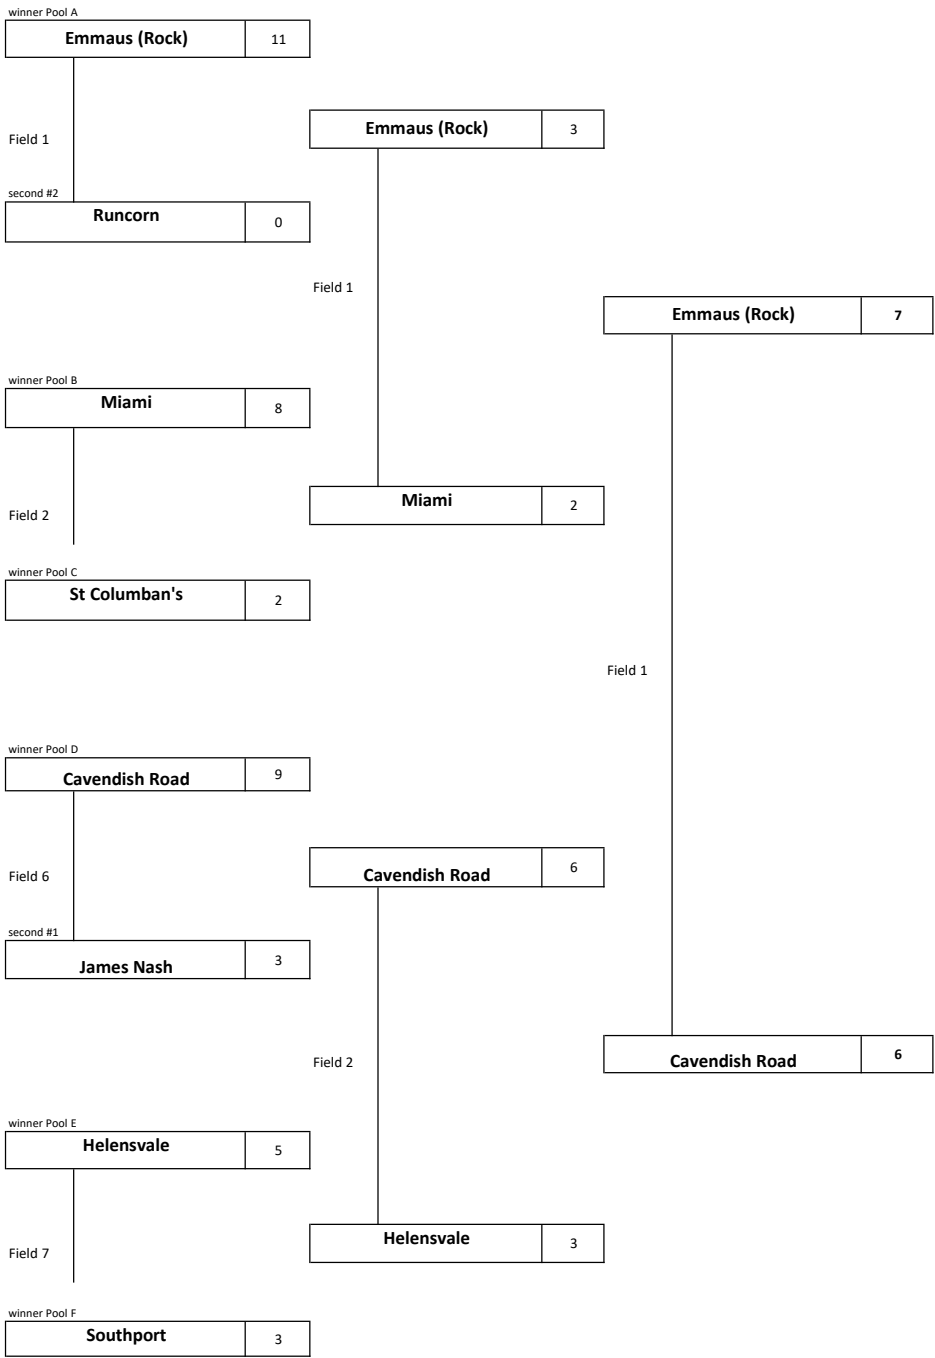 winner Pool A
Emmaus (Rock) 11
Field 1
second #2
Runcorn 0
winner Pool B
Miami 8
Field 2
winner Pool C
St Columban's 2
winner Pool D
Cavendish Road 9
Field 6
second #1
James Nash 3
winner Pool E
Helensvale 5
Field 7
winner Pool F
Southport 3
Emmaus (Rock) 3
Field 1
Miami 2
Cavendish Road 6
Field 2
Helensvale 3
Emmaus (Rock) 7
Field 1
Cavendish Road 6